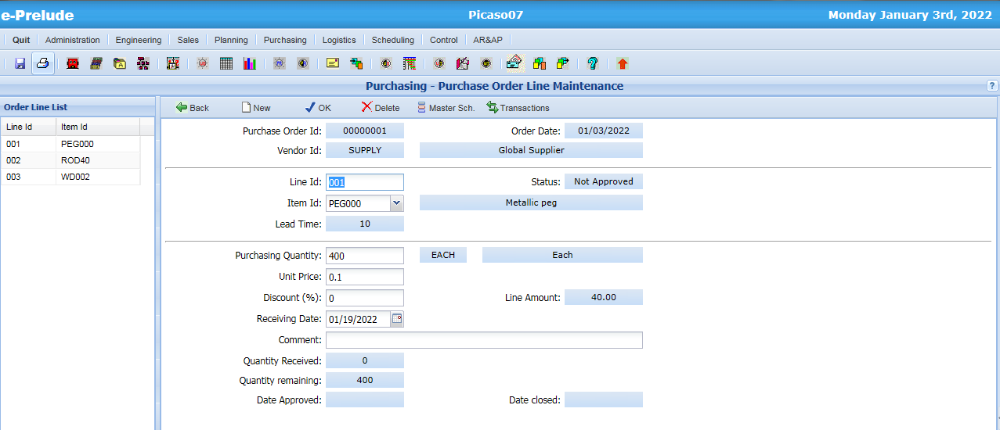 e-Prelude Picaso07 Monday January 3rd, 2022
Quit Administration Engineering Sales Planning Purchasing Logistics Scheduling Control AR&AP
Purchasing - Purchase Order Line Maintenance ?
Order Line List Back New OK Delete Master Sch. Transactions
Line Id Item Id
001 PEG000
002 ROD40
003 WD002
Purchase Order Id: 00000001 Order Date: 01/03/2022
Vendor Id: SUPPLY Global Supplier
Line Id: 001 Status: Not Approved
Item Id: PEG000 Metallic peg
Lead Time: 10
Purchasing Quantity: 400 EACH Each
Unit Price: 0.1
Discount (%): 0 Line Amount: 40.00
Receiving Date: 01/19/2022
Comment:
Quantity Received: 0
Quantity remaining: 400
Date Approved: Date closed: